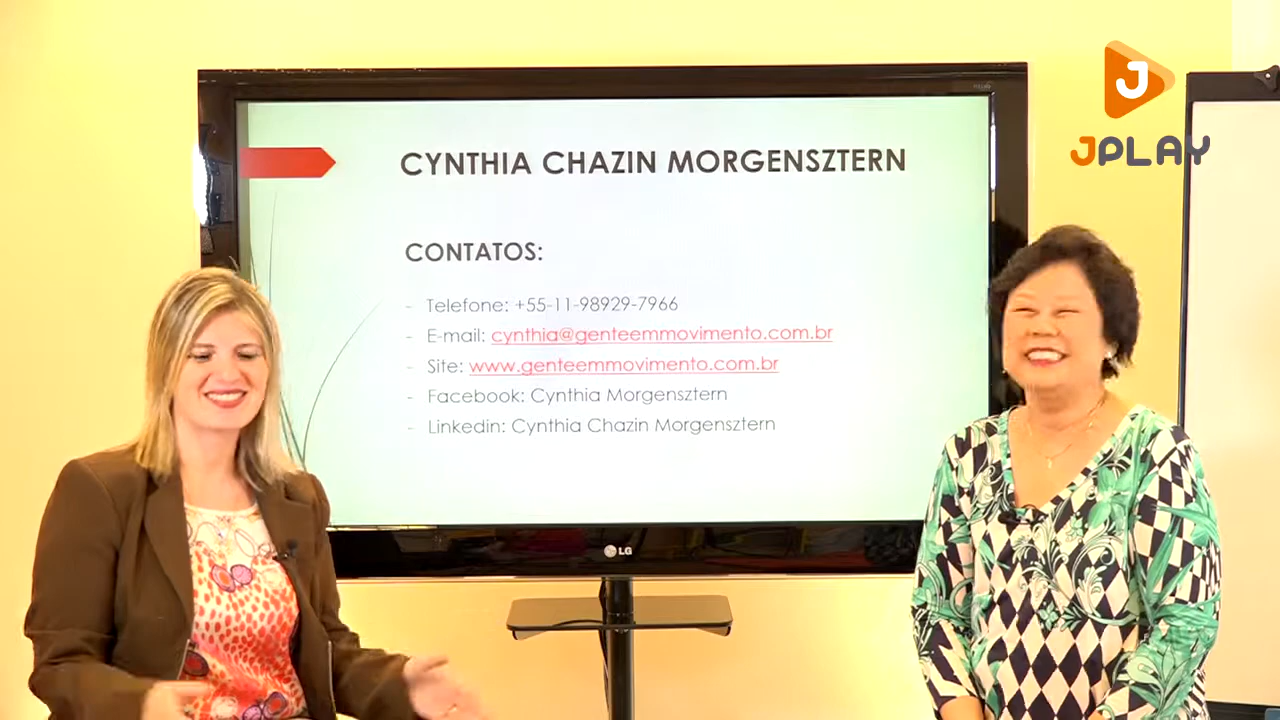 J
JPLAY
CYNTHIA CHAZIN MORGENSZTERN
CONTATOS:
- Telefone: +55-11-98929-7966
- E-mail: cynthia@genteemmovimento.com.br
- Site: www.genteemmovimento.com.br
- Facebook: Cynthia Morgensztern
- Linkedin: Cynthia Chazin Morgensztern
LG